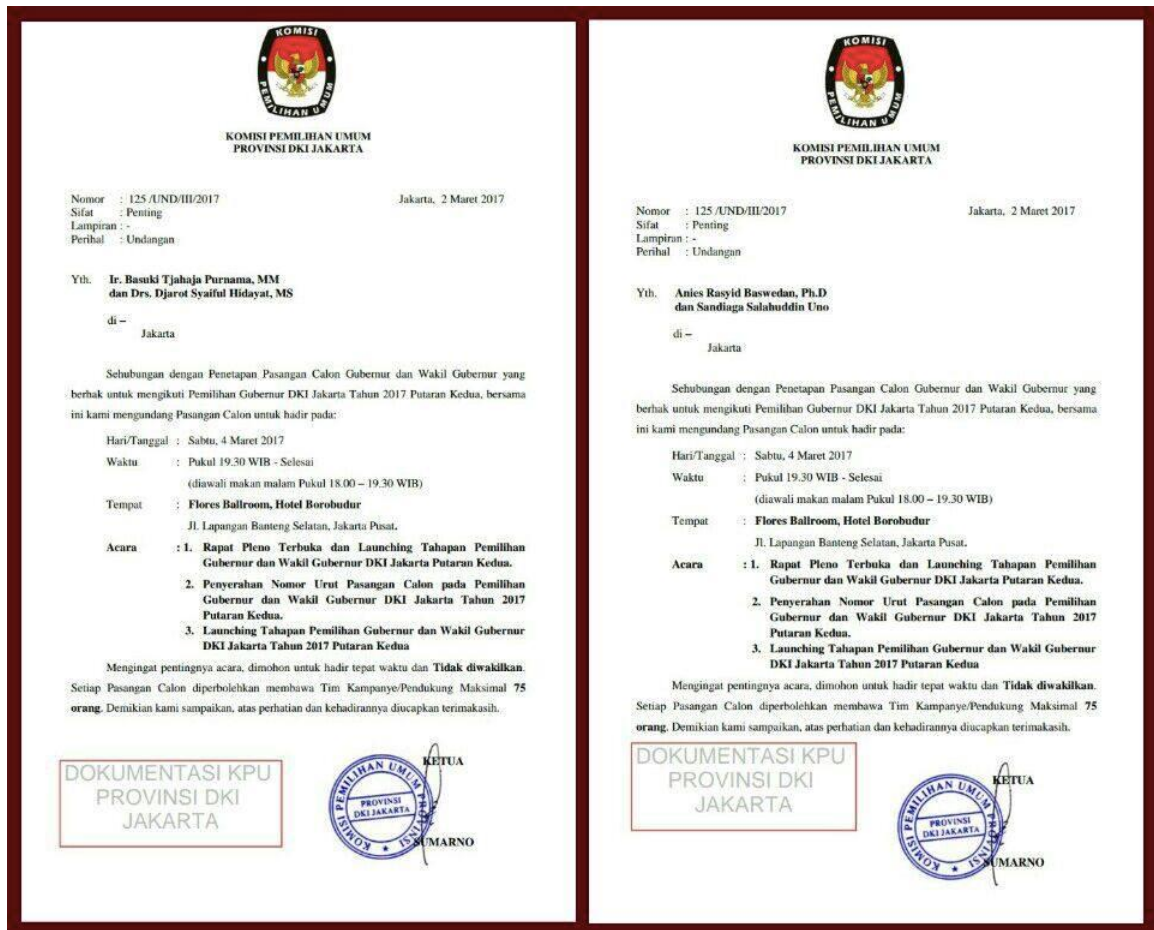 KOMISI
PEMILIHAN UMUM
KOMISI PEMILIHAN UMUM
PROVINSI DKI JAKARTA
Nomor : 125 /UND/III/2017 Jakarta, 2 Maret 2017
Sifat : Penting
Lampiran : -
Perihal : Undangan
Yth. Ir. Basuki Tjahaja Purnama, MM
dan Drs. Djarot Syaiful Hidayat, MS
di –
Jakarta
Sehubungan dengan Penetapan Pasangan Calon Gubernur dan Wakil Gubernur yang
berhak untuk mengikuti Pemilihan Gubernur DKI Jakarta Tahun 2017 Putaran Kedua, bersama
ini kami mengundang Pasangan Calon untuk hadir pada:
Hari/Tanggal : Sabtu, 4 Maret 2017
Waktu : Pukul 19.30 WIB - Selesai
(diawali makan malam Pukul 18.00 – 19.30 WIB)
Tempat : Flores Ballroom, Hotel Borobudur
Jl. Lapangan Banteng Selatan, Jakarta Pusat.
Acara : 1. Rapat Pleno Terbuka dan Launching Tahapan Pemilihan
Gubernur dan Wakil Gubernur DKI Jakarta Putaran Kedua.
2. Penyerahan Nomor Urut Pasangan Calon pada Pemilihan
Gubernur dan Wakil Gubernur DKI Jakarta Tahun 2017
Putaran Kedua.
3. Launching Tahapan Pemilihan Gubernur dan Wakil Gubernur
DKI Jakarta Tahun 2017 Putaran Kedua
Mengingat pentingnya acara, dimohon untuk hadir tepat waktu dan Tidak diwakilkan.
Setiap Pasangan Calon diperbolehkan membawa Tim Kampanye/Pendukung Maksimal 75
orang. Demikian kami sampaikan, atas perhatian dan kehadirannya diucapkan terimakasih.
DOKUMENTASI KPU
PROVINSI DKI
JAKARTA
KETUA
KOMISI PEMILIHAN UMUM PROVINSI
PROVINSI
DKI JAKARTA
SUMARNO
KOMISI
PEMILIHAN UMUM
KOMISI PEMILIHAN UMUM
PROVINSI DKI JAKARTA
Nomor : 125 /UND/III/2017 Jakarta, 2 Maret 2017
Sifat : Penting
Lampiran : -
Perihal : Undangan
Yth. Anies Rasyid Baswedan, Ph.D
dan Sandiaga Salahuddin Uno
di –
Jakarta
Sehubungan dengan Penetapan Pasangan Calon Gubernur dan Wakil Gubernur yang
berhak untuk mengikuti Pemilihan Gubernur DKI Jakarta Tahun 2017 Putaran Kedua, bersama
ini kami mengundang Pasangan Calon untuk hadir pada:
Hari/Tanggal : Sabtu, 4 Maret 2017
Waktu : Pukul 19.30 WIB - Selesai
(diawali makan malam Pukul 18.00 – 19.30 WIB)
Tempat : Flores Ballroom, Hotel Borobudur
Jl. Lapangan Banteng Selatan, Jakarta Pusat.
Acara : 1. Rapat Pleno Terbuka dan Launching Tahapan Pemilihan
Gubernur dan Wakil Gubernur DKI Jakarta Putaran Kedua.
2. Penyerahan Nomor Urut Pasangan Calon pada Pemilihan
Gubernur dan Wakil Gubernur DKI Jakarta Tahun 2017
Putaran Kedua.
3. Launching Tahapan Pemilihan Gubernur dan Wakil Gubernur
DKI Jakarta Tahun 2017 Putaran Kedua
Mengingat pentingnya acara, dimohon untuk hadir tepat waktu dan Tidak diwakilkan.
Setiap Pasangan Calon diperbolehkan membawa Tim Kampanye/Pendukung Maksimal 75
orang. Demikian kami sampaikan, atas perhatian dan kehadirannya diucapkan terimakasih.
DOKUMENTASI KPU
PROVINSI DKI
JAKARTA
KETUA
KOMISI PEMILIHAN UMUM PROVINSI
PROVINSI
DKI JAKARTA
SUMARNO